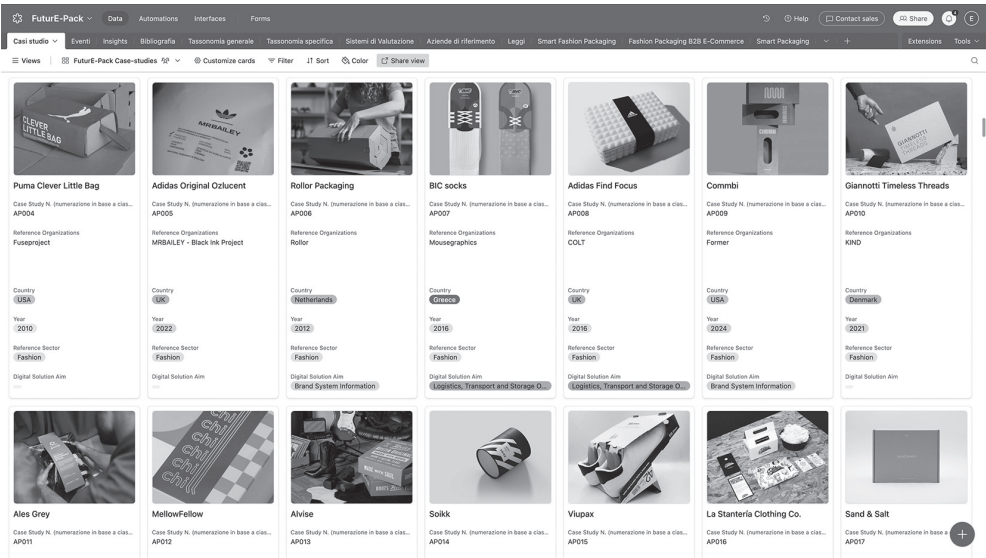 FuturE-Pack Data Automations Interfaces Forms Help Contact sales Share 4 E
Casi studio Eventi Insights Bibliografia Tassonomia generale Tassonomia specifica Sistemi di Valutazione Aziende di riferimento Leggi Smart Fashion Packaging Fashion Packaging B2B E-Commerce Smart Packaging + Extensions Tools
Views FuturE-Pack Case-studies Customize cards Filter Sort Color Share view
CLEVER
LITTLE BAG
MRBAILEY
GIANNOTTI
TIMELESS
THREADS
Puma Clever Little Bag
Case Study N. (numerazione in base a clas...
AP004
Reference Organizations
Fuseproject
Country
USA
Year
2010
Reference Sector
Fashion
Digital Solution Aim
Adidas Original Ozlucent
Case Study N. (numerazione in base a clas...
AP005
Reference Organizations
MRBAILEY - Black Ink Project
Country
UK
Year
2022
Reference Sector
Fashion
Digital Solution Aim
Rollor Packaging
Case Study N. (numerazione in base a clas...
AP006
Reference Organizations
Rollor
Country
Netherlands
Year
2012
Reference Sector
Fashion
Digital Solution Aim
Brand System Information
BIC socks
Case Study N. (numerazione in base a clas...
AP007
Reference Organizations
Mousegraphics
Country
Greece
Year
2016
Reference Sector
Fashion
Digital Solution Aim
Logistics, Transport and Storage O...
Adidas Find Focus
Case Study N. (numerazione in base a clas...
AP008
Reference Organizations
COLT
Country
UK
Year
2016
Reference Sector
Fashion
Digital Solution Aim
Logistics, Transport and Storage O...
Commbi
Case Study N. (numerazione in base a clas...
AP009
Reference Organizations
Former
Country
USA
Year
2024
Reference Sector
Fashion
Digital Solution Aim
Brand System Information
Giannotti Timeless Threads
Case Study N. (numerazione in base a clas...
AP010
Reference Organizations
KIND
Country
Denmark
Year
2021
Reference Sector
Fashion
Digital Solution Aim
chi
chi
chi
chi
chi
Ales Grey
Case Study N. (numerazione in base a clas...
AP011
MellowFellow
Case Study N. (numerazione in base a clas...
AP012
Alvise
Case Study N. (numerazione in base a clas...
AP013
Soikk
Case Study N. (numerazione in base a clas...
AP014
Viupax
Case Study N. (numerazione in base a clas...
AP015
La Stantería Clothing Co.
Case Study N. (numerazione in base a clas...
AP016
Sand & Salt
Case Study N. (numerazione in base a
AP017